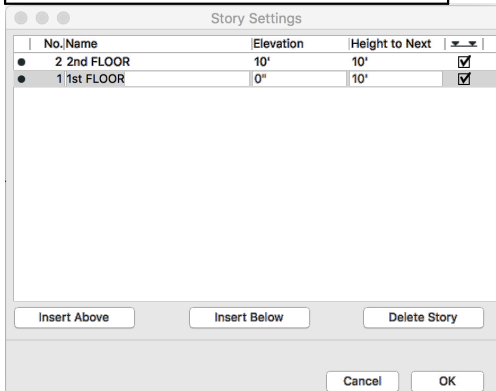 Story Settings
No. Name Elevation Height to Next
2 2nd FLOOR 10' 10'
1 1st FLOOR 0" 10'
Insert Above Insert Below Delete Story
Cancel OK